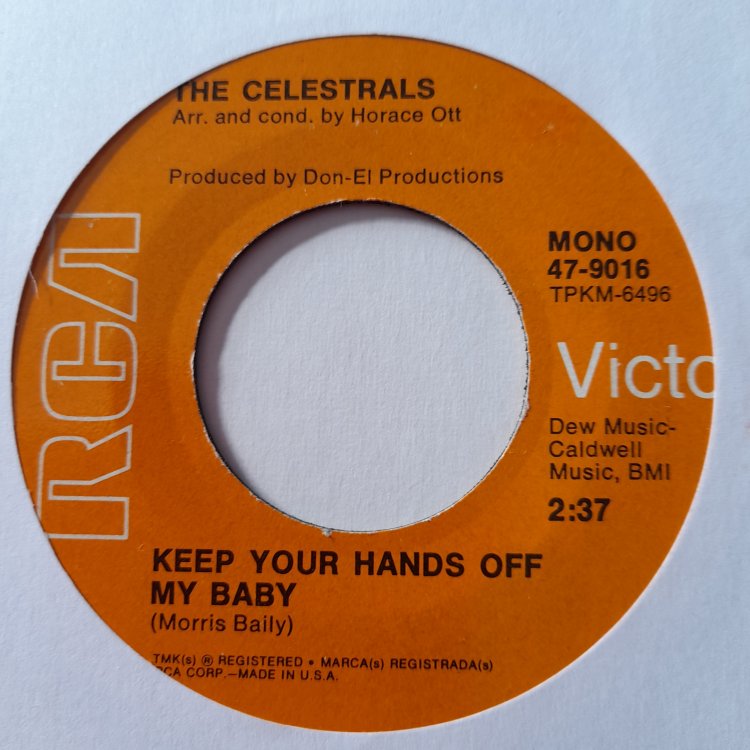 THE CELESTRALS
Arr. and cond. by Horace Ott
Produced by Don-El Productions
RCA
MONO
47-9016
TPKM-6496
Victo
Dew Music-
Caldwell
Music, BMI
2:37
KEEP YOUR HANDS OFF
MY BABY
(Morris Baily)
TMK(s) ® REGISTERED • MARCA(s) REGISTRADA(s)
RCA CORP.—MADE IN U.S.A.